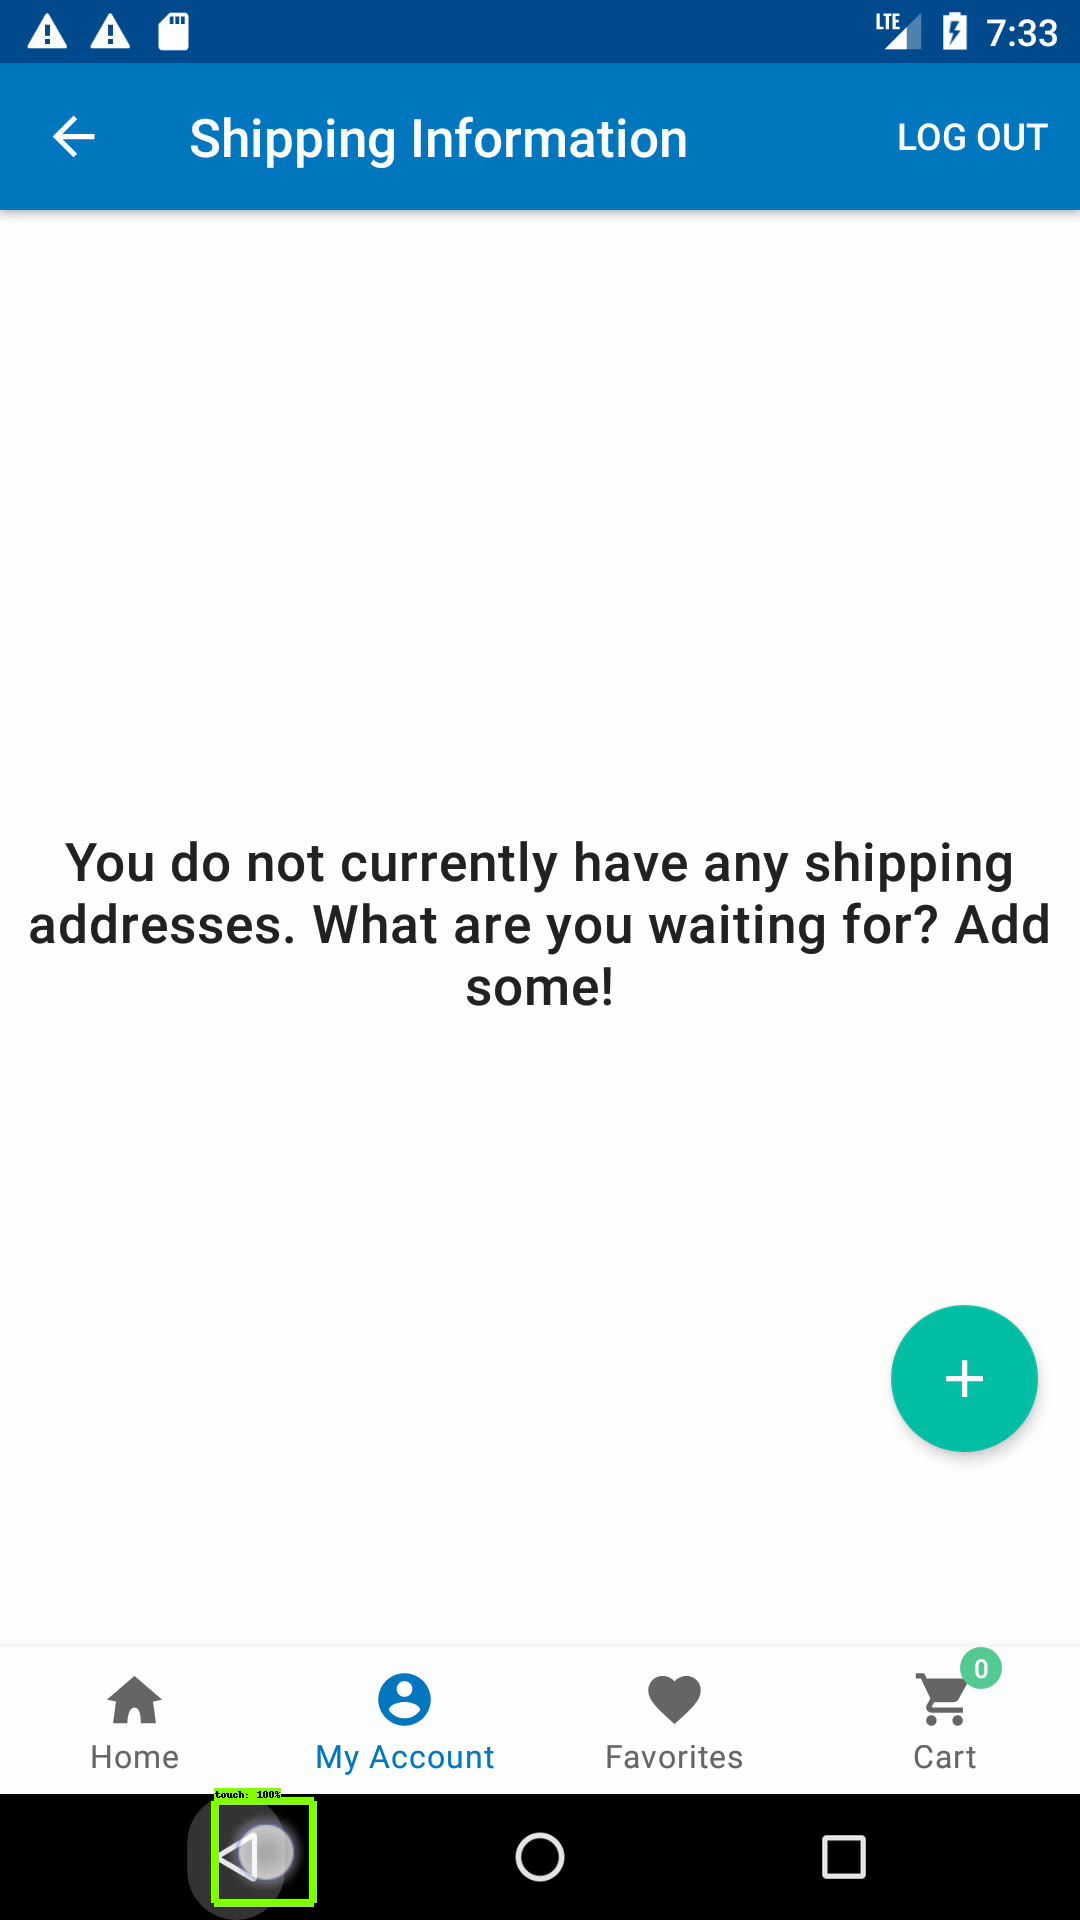 LTE 7:33
Shipping Information LOG OUT
You do not currently have any shipping
addresses. What are you waiting for? Add
some!
0
Home My Account Favorites Cart
touch: 100%